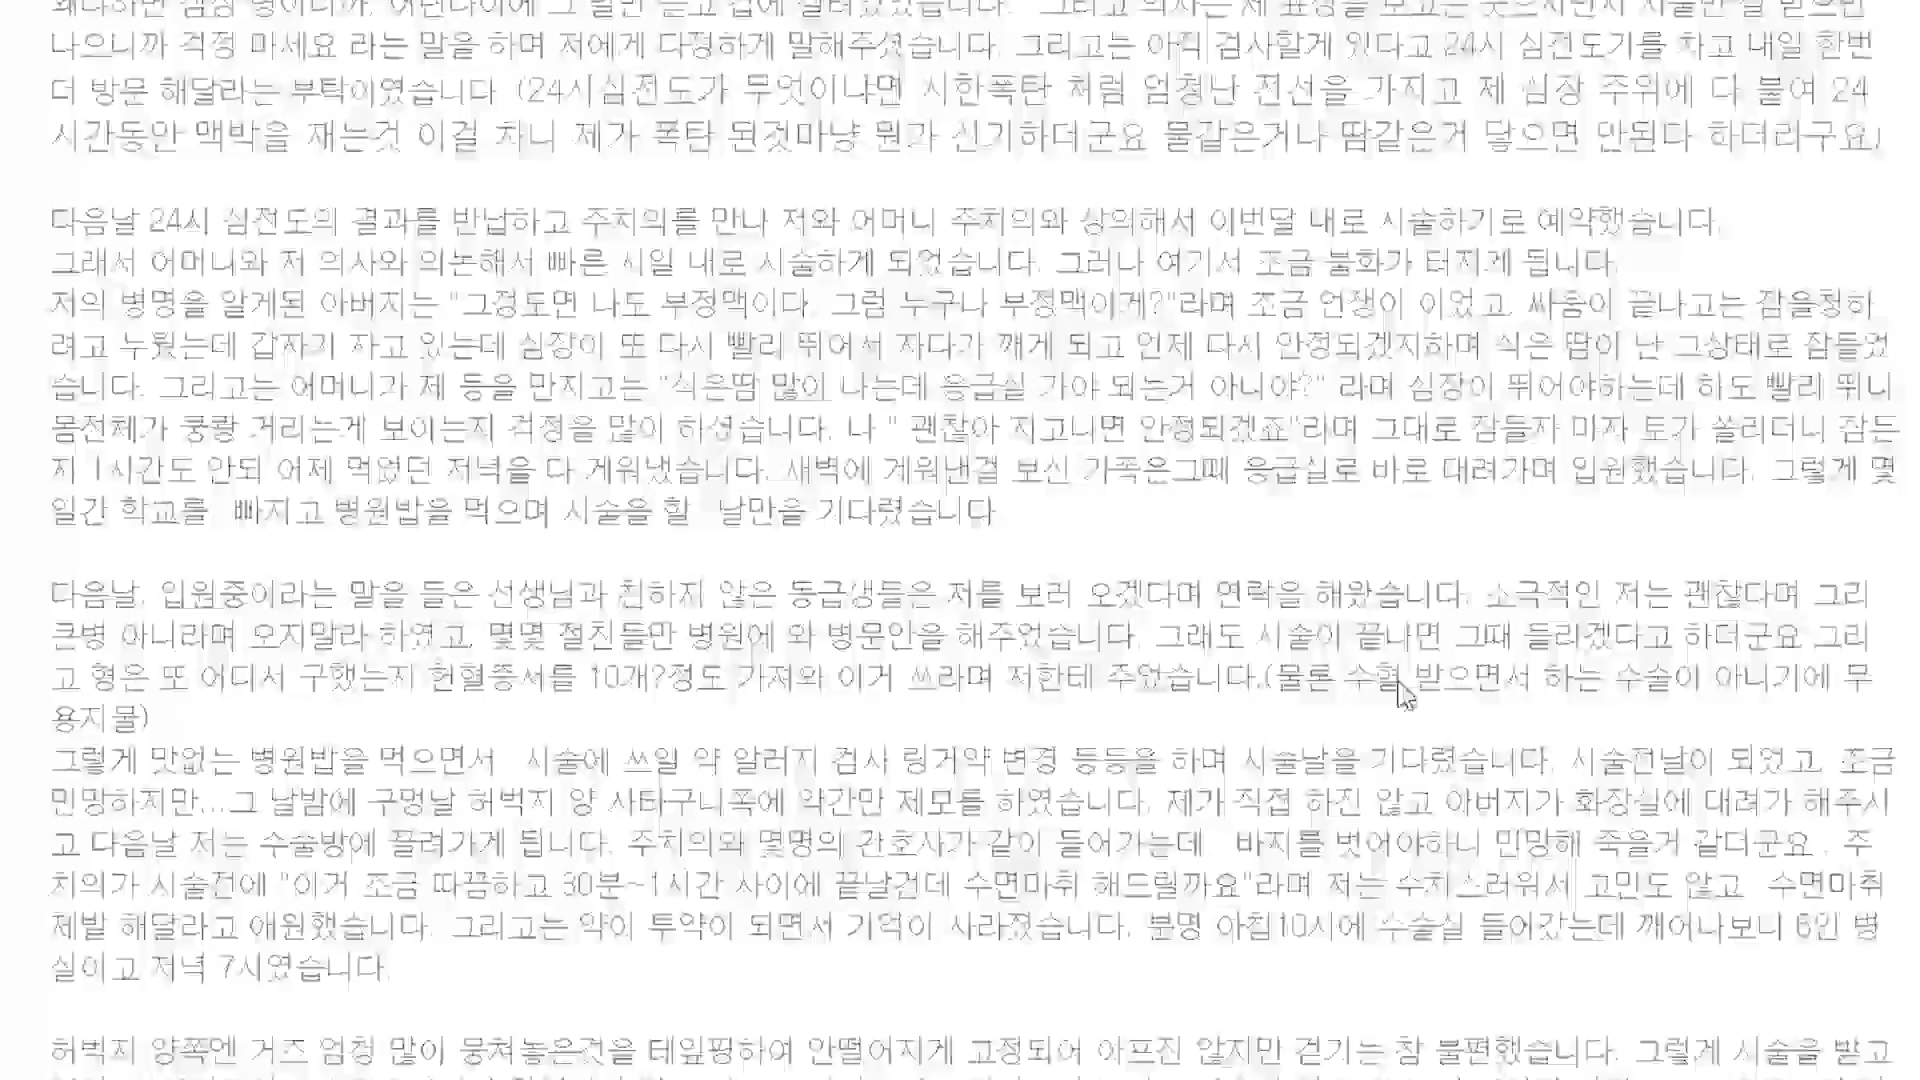 나으니까 걱정 마세요 라는 말을 하며 저에게 다정하게 말해주셧습니다. 그리고는 아직 검사할게 잇다고 24시 심전도기를 차고 내일 한번
더 방문 해달라는 부탁이였습니다 (24시심전도가 무엇이냐면 시한폭탄 처럼 엄청난 전선을 가지고 제 심장 주위에 다 붙여 24
시간동안 맥박을 재는것 이걸 차니 제가 폭탄 된것마냥 뭔가 신기하더군요 물같은거나 땀같은거 닿으면 안된다 하더라구요)
다음날 24시 심전도의 결과를 반납하고 주치의를 만나 저와 어머니 주치의와 상의해서 이번달 내로 시술하기로 예약했습니다.
그래서 어머니와 저 의사와 의논해서 빠른 시일 내로 시술하게 되었습니다. 그러나 여기서 조금 불화가 터지게 됩니다.
저의 병명을 알게된 아버지는 "그정도면 나도 부정맥이다. 그럼 누구나 부정맥이게?"라며 조금 언쟁이 이었고. 싸움이 끝나고는 잠을청하
려고 누웠는데 갑자기 자고 있는데 심장이 또 다시 빨리 뛰어서 자다가 깨게 되고 언제 다시 안정되겠지하며 식은 땀이 난 그상태로 잠들었
습니다. 그리고는 어머니가 제 등을 만지고는 "식은땀 많이 나는데 응급실 가야 되는거 아니야?" 라며 심장이 뛰어야하는데 하도 빨리 뛰니
몸전체가 쿵쾅 거리는게 보이는지 걱정을 많이 하셨습니다. 나 " 괜찮아 지고니면 안정되겠죠"라며 그대로 잠들자 미자 토가 쏠리더니 잠든
지 1시간도 안되 어제 먹었던 저녁을 다 게워냈습니다. 새벽에 게워낸걸 보신 가족은그때 응급실로 바로 대려가며 입원했습니다. 그렇게 몇
일간 학교를 빠지고 병원밥을 먹으며 시술을 할 날만을 기다렸습니다
다음날. 입원중이라는 말을 들은 선생님과 친하지 않은 동급생들은 저를 보러 오겠다며 연락을 해왔습니다. 소극적인 저는 괜찮다며 그리
큰병 아니라며 오지말라 하였고. 몇몇 절친들만 병원에 와 병문안을 해주었습니다. 그래도 시술이 끝나면 그때 들리겠다고 하더군요 그리
고 형은 또 어디서 구했는지 헌혈증서를 10개?정도 가져와 이거 쓰라며 저한테 주었습니다.(물론 수혈 받으면서 하는 수술이 아니기에 무
용지물)
그렇게 맛없는 병원밥을 먹으면서 시술에 쓰일 약 알러지 검사 링거약 변경 등등을 하며 시술날을 기다렸습니다. 시술전날이 되었고. 조금
민망하지만...그 날밤에 구멍날 허벅지 양 사타구니쪽에 약간만 제모를 하였습니다. 제가 직접 하진 않고 아버지가 화장실에 대려가 해주시
고 다음날 저는 수술방에 끌려가게 됩니다. 주치의와 몇명의 간호사가 같이 들어가는데 바지를 벗어야하니 민망해 죽을거 같더군요 . 주
치의가 시술전에 "이거 조금 따끔하고 30분~1시간 사이에 끝날건데 수면마취 해드릴까요"라며 저는 수치스러워서 고민도 않고 수면마취
제발 해달라고 애원했습니다. 그리고는 약이 투약이 되면서 기억이 사라졌습니다. 분명 아침10시에 수술실 들어갔는데 깨어나보니 6인 병
실이고 저녁 7시였습니다.
허벅지 양쪽엔 거즈 엄청 많이 뭉쳐놓은것을 테잎핑하여 안떨어지게 고정되어 아프진 않지만 걷기는 참 불편했습니다. 그렇게 시술을 받고